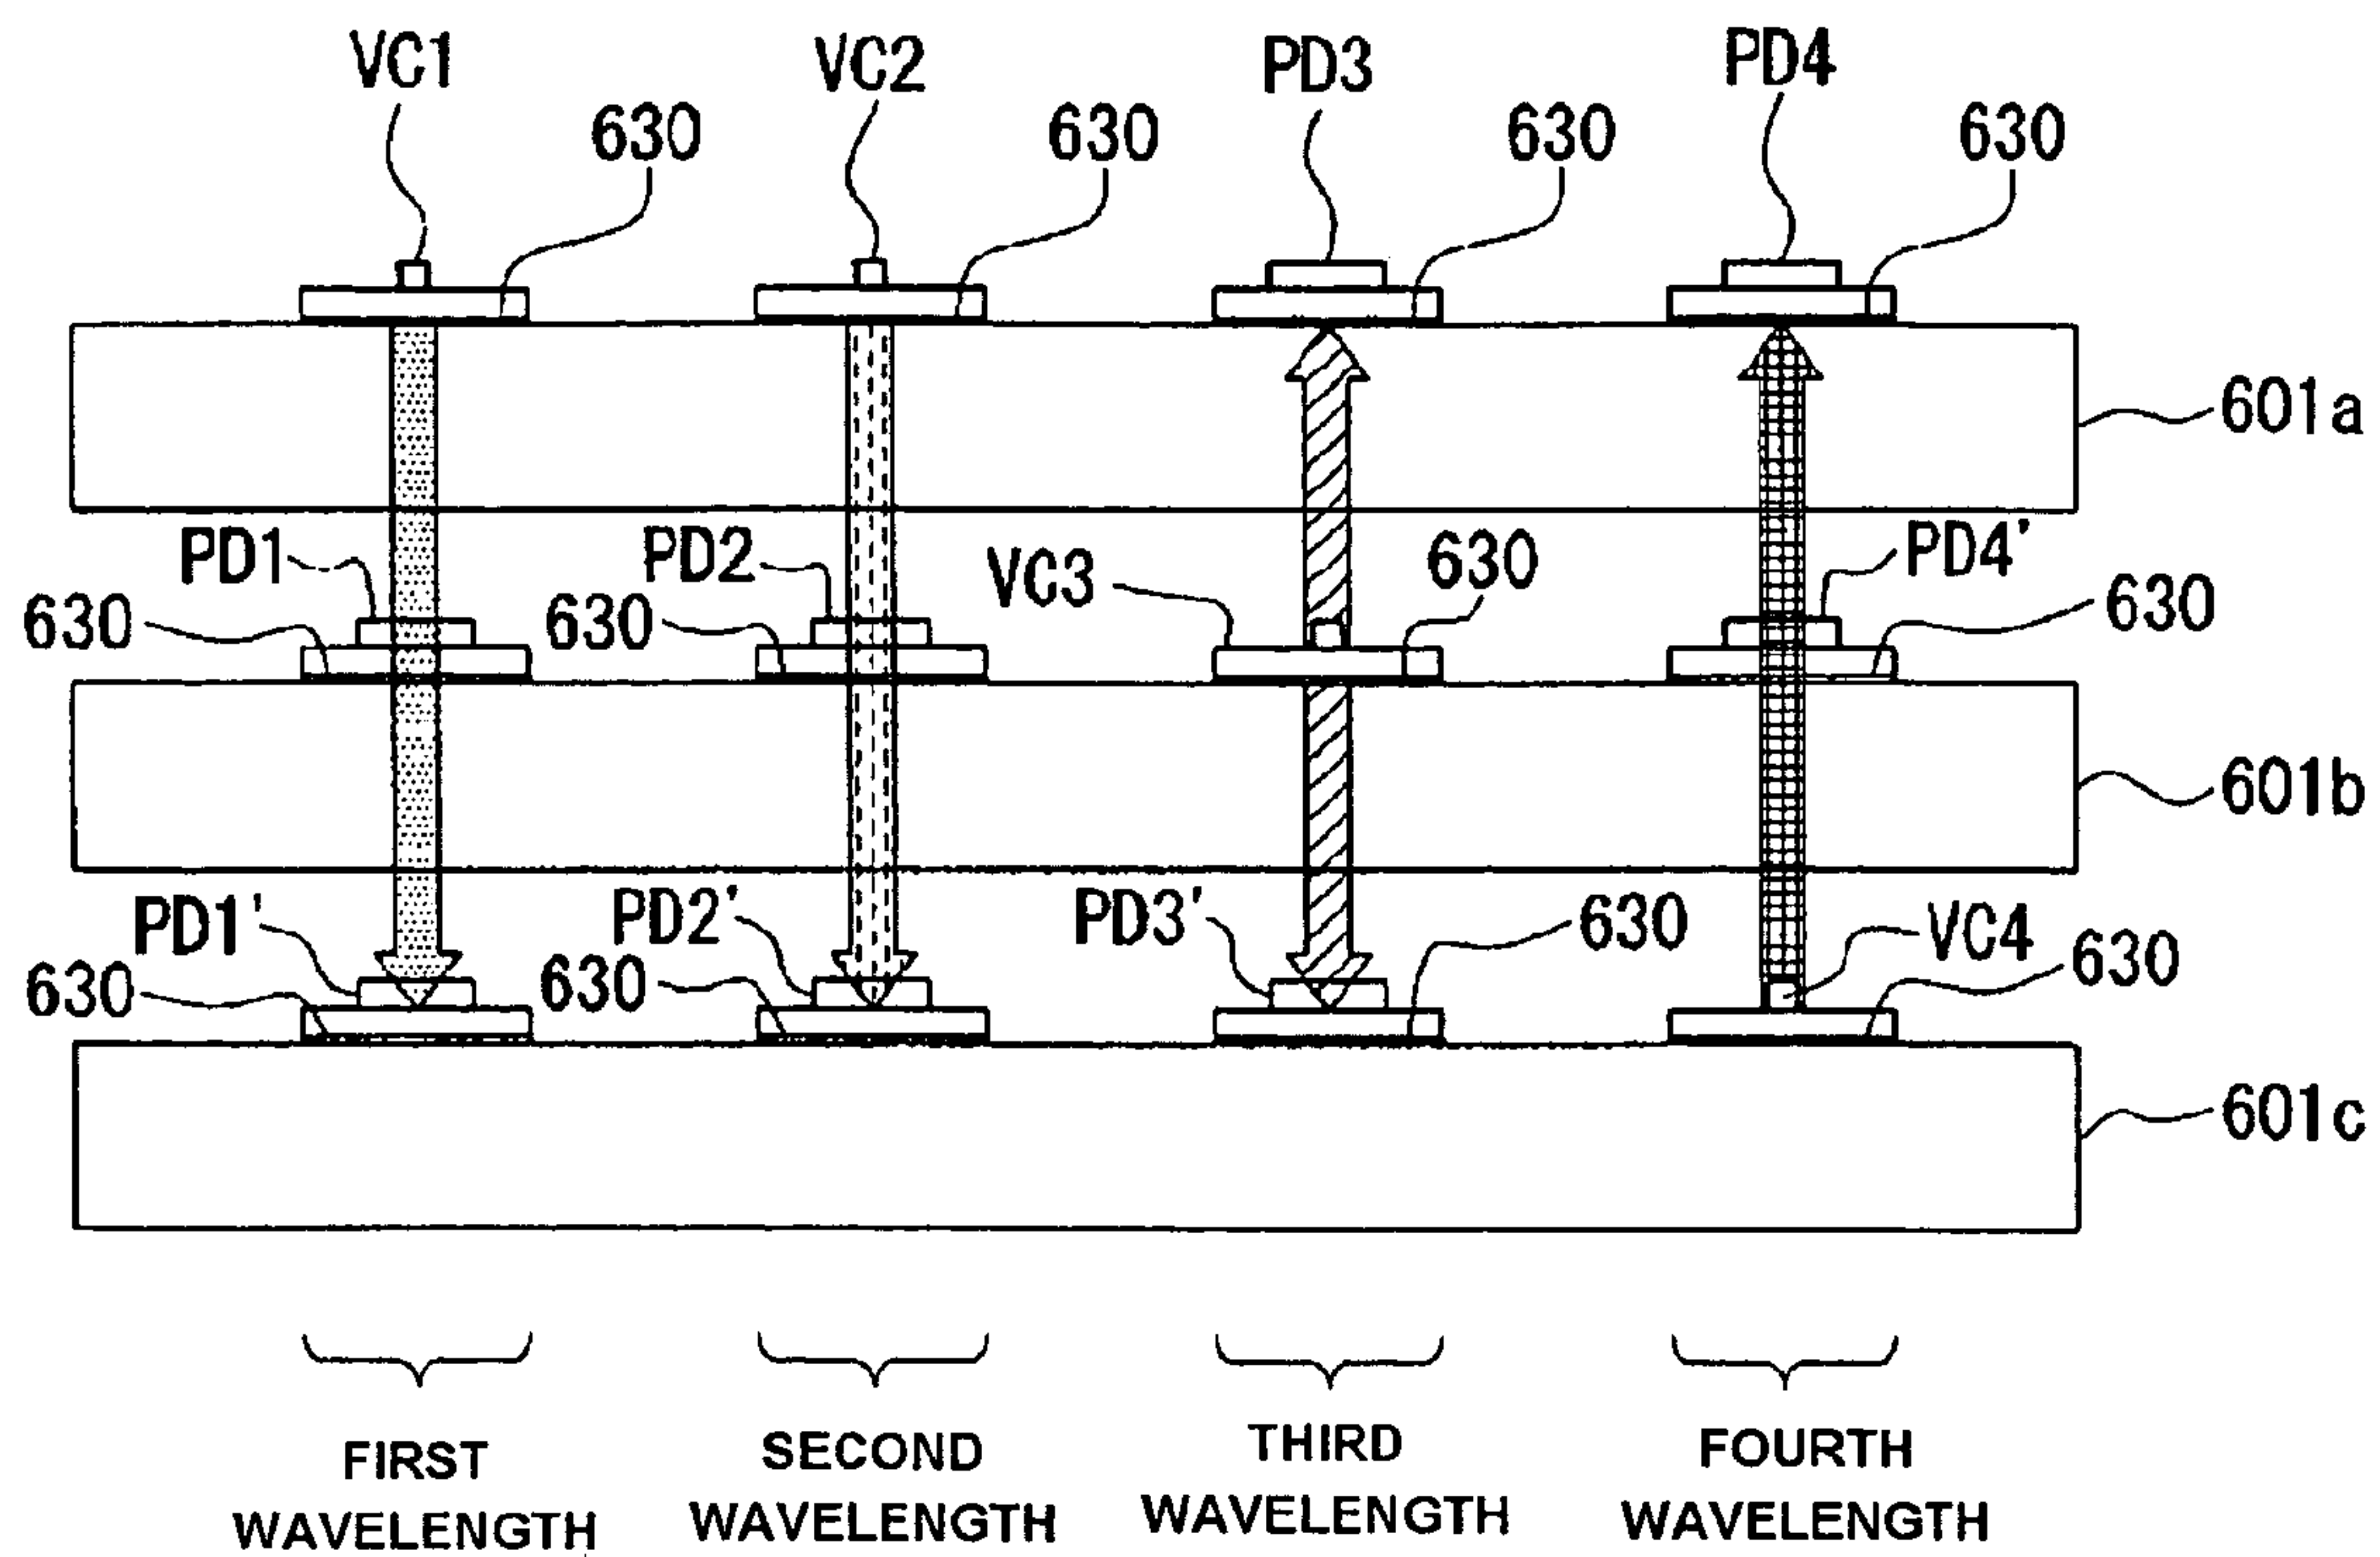 VC1 VC2 PD3 PD4
630 630 630 630
601a
PD1 PD2 VC3 630 PD4'
630 630 630
601b
PD1' PD2' PD3' 630 VC4
630 630 630
601c
FIRST SECOND THIRD FOURTH
WAVELENGTH WAVELENGTH WAVELENGTH WAVELENGTH